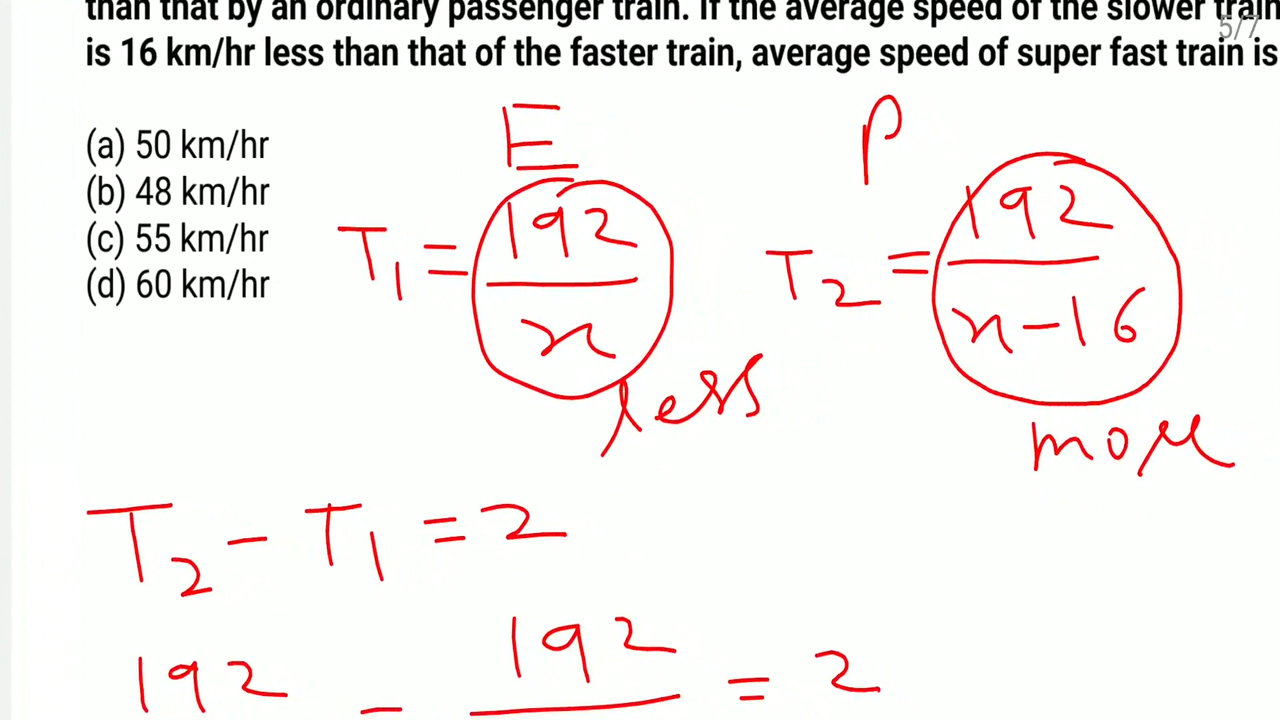 than that by an ordinary passenger train. If the average speed of the slower train
5/7
is 16 km/hr less than that of the faster train, average speed of super fast train is
E
P
(a) 50 km/hr
(b) 48 km/hr
(c) 55 km/hr
(d) 60 km/hr
T₁ = 192/x
T₂ = 192/x-16
less
more
T₂ - T₁ = 2
192 - 192 = 2